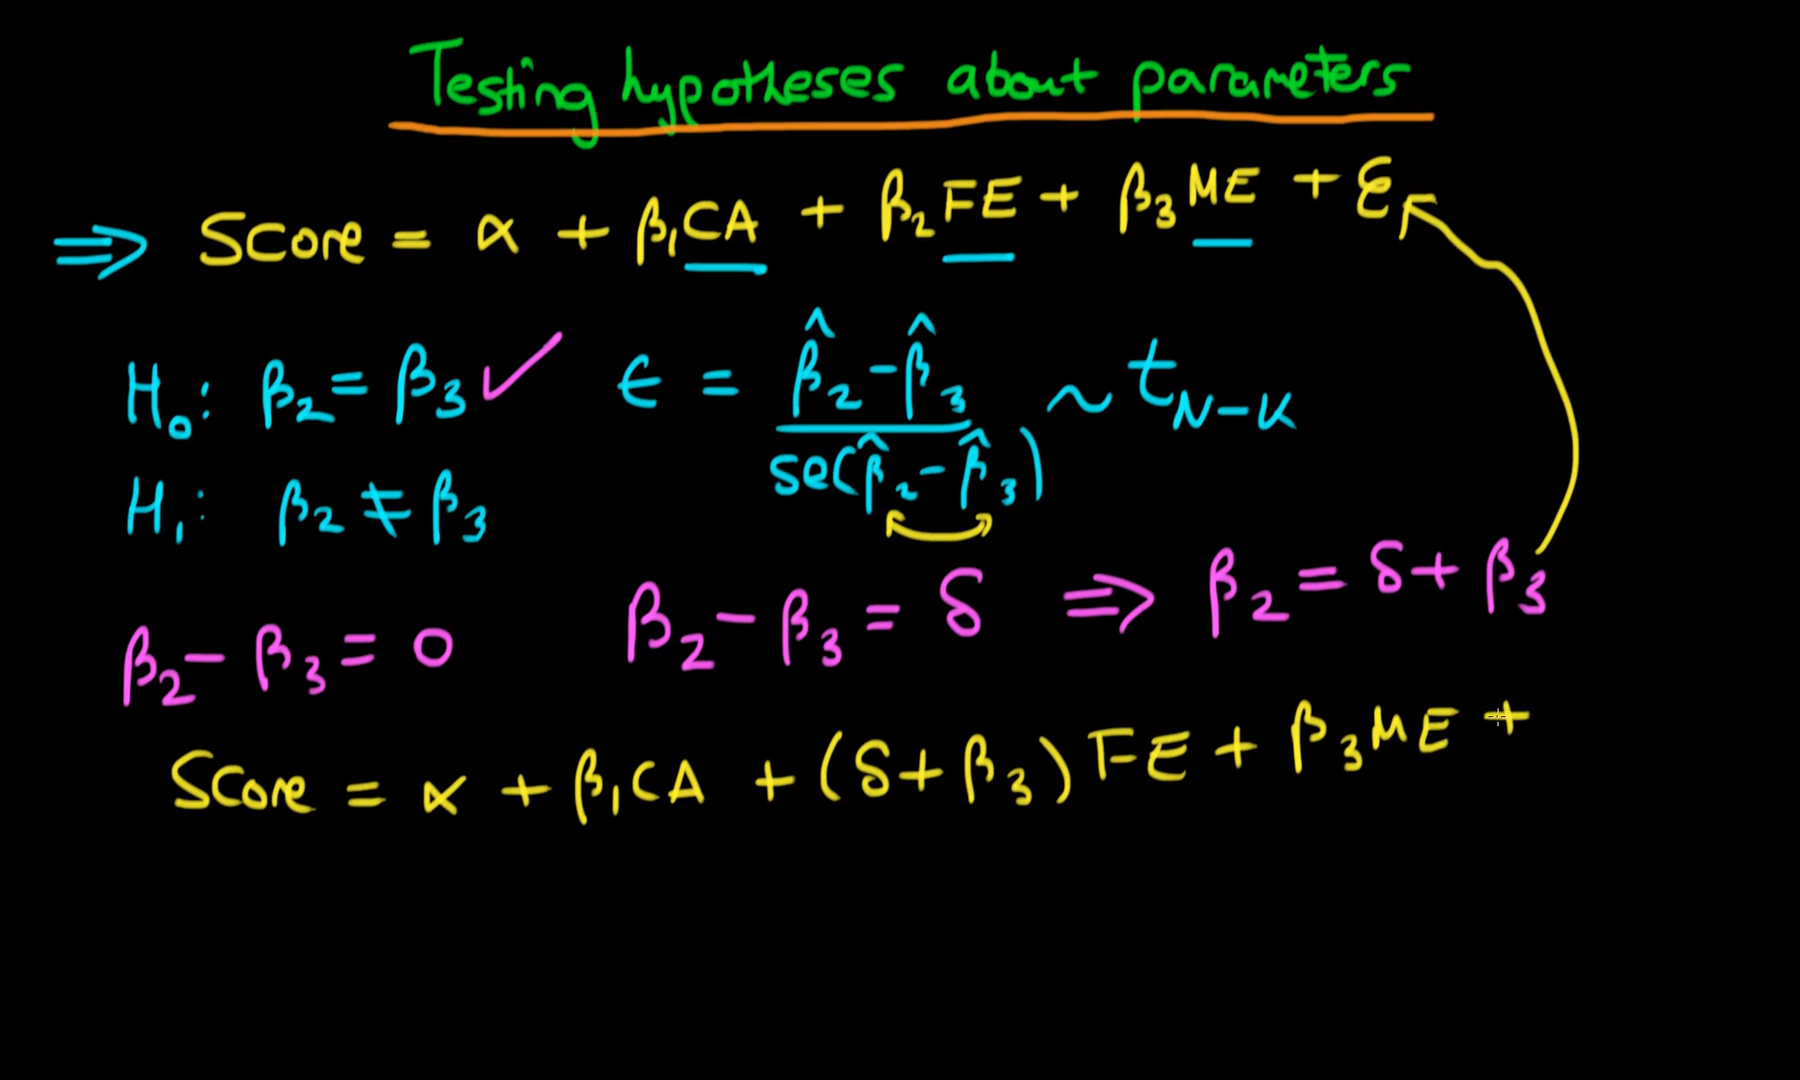 Testing hypotheses about parameters
⇒ Score = α + β₁CA + β₂FE + β₃ME + ε
H₀: β₂ = β₃ ✓ t = (β̂₂ - β̂₃) / se(β̂₂ - β̂₃) ~ t_N-K
H₁: β₂ ≠ β₃
β₂ - β₃ = 0 β₂ - β₃ = δ ⇒ β₂ = δ + β₃
Score = α + β₁CA + (δ + β₃)FE + β₃ME +